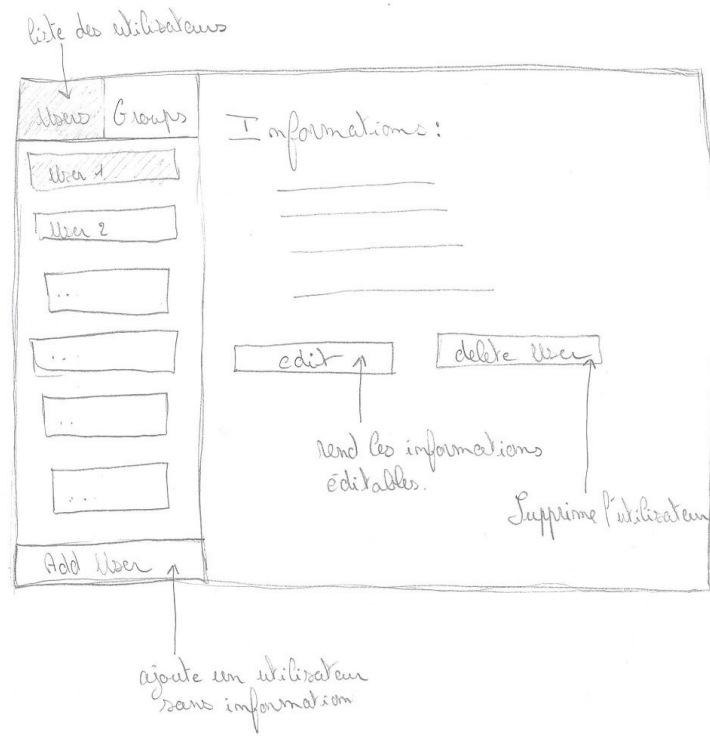 liste des utilisateurs
Users
Groups
Informations :
User 1
User 2
...
...
...
...
edit
delete User
rend les informations
éditables.
Supprime l'utilisateur
Add User
ajoute un utilisateur
sans information